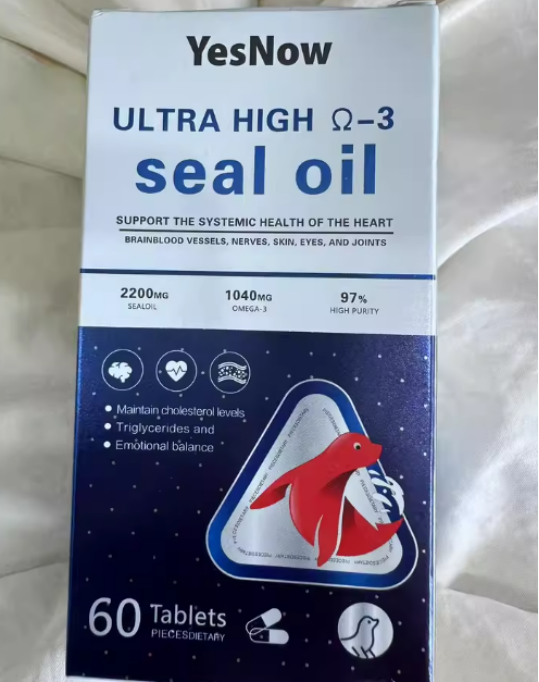 YesNow
ULTRA HIGH Ω-3
seal oil
SUPPORT THE SYSTEMIC HEALTH OF THE HEART
BRAINBLOOD VESSELS, NERVES, SKIN, EYES, AND JOINTS
2200MG
SEALOIL
1040MG
OMEGA-3
97%
HIGH PURITY
Maintain cholesterol levels
Triglycerides and
Emotional balance
60 Tablets
PIECESDIETARY